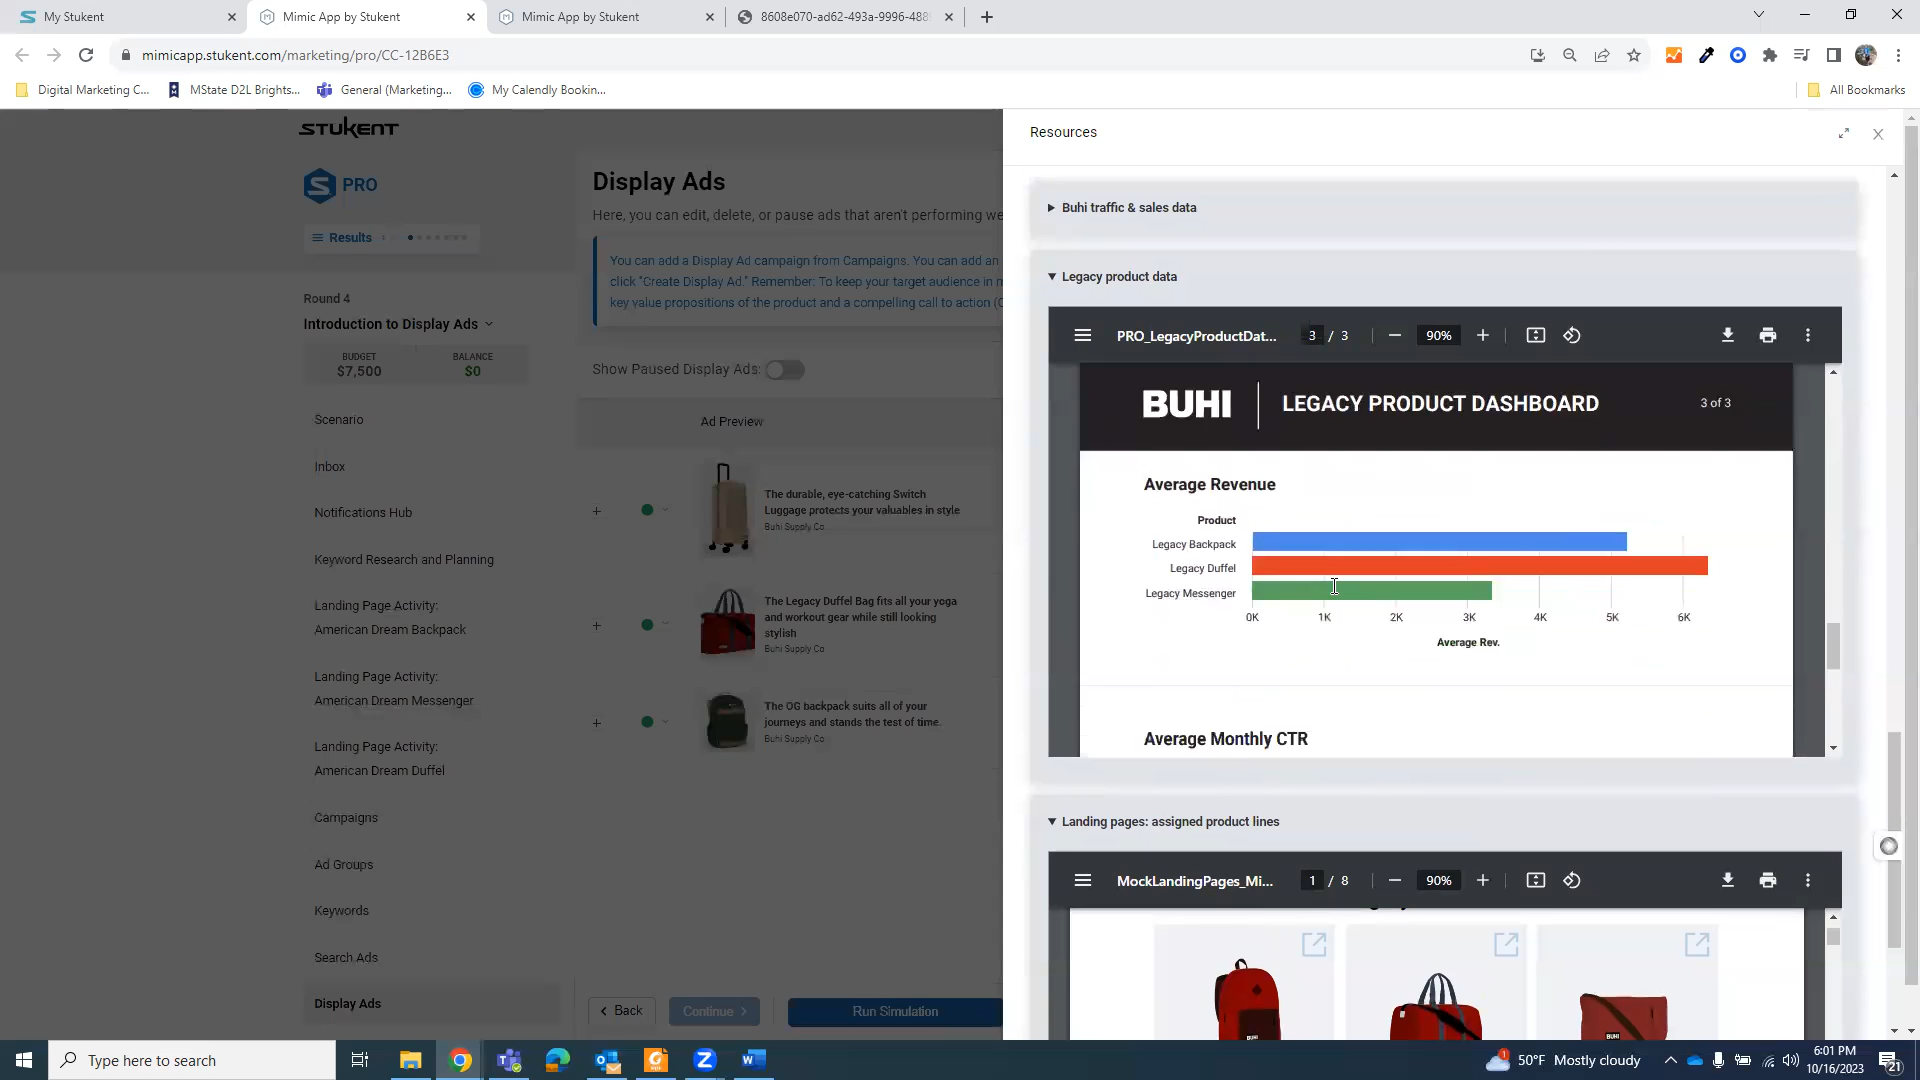 My Stukent
Mimic App by Stukent
Mimic App by Stukent
8608e070-ad62-493a-9996-488
mimicapp.stukent.com/marketing/pro/CC-12B6E3
Digital Marketing C...
MState D2L Brights...
General (Marketing...
My Calendly Bookin...
All Bookmarks
STUKENT
PRO
Results
Round 4
Introduction to Display Ads
BUDGET
$7,500
BALANCE
$0
Scenario
Inbox
Notifications Hub
Keyword Research and Planning
Landing Page Activity:
American Dream Backpack
Landing Page Activity:
American Dream Messenger
Landing Page Activity:
American Dream Duffel
Campaigns
Ad Groups
Keywords
Search Ads
Display Ads
Display Ads
Here, you can edit, delete, or pause ads that aren't performing we
You can add a Display Ad campaign from Campaigns. You can add an
click "Create Display Ad." Remember: To keep your target audience in m
key value propositions of the product and a compelling call to action (C
Show Paused Display Ads:
Ad Preview
The durable, eye-catching Switch
Luggage protects your valuables in style
Buhi Supply Co.
The Legacy Duffel Bag fits all your yoga
and workout gear while still looking
stylish
Buhi Supply Co
The OG backpack suits all of your
journeys and stands the test of time.
Buhi Supply Co.
Back
Continue
Run Simulation
Resources
Buhi traffic & sales data
Legacy product data
PRO_LegacyProductDat...
3 / 3
90%
BUHI
LEGACY PRODUCT DASHBOARD
3 of 3
Average Revenue
Product
Legacy Backpack
Legacy Duffel
Legacy Messenger
0K 1K 2K 3K 4K 5K 6K
Average Rev.
Average Monthly CTR
Landing pages: assigned product lines
MockLandingPages_Mi...
1 / 8
90%
BUHI
BUHI
BUHI
Type here to search
50°F Mostly cloudy
6:01 PM
10/16/2023
21